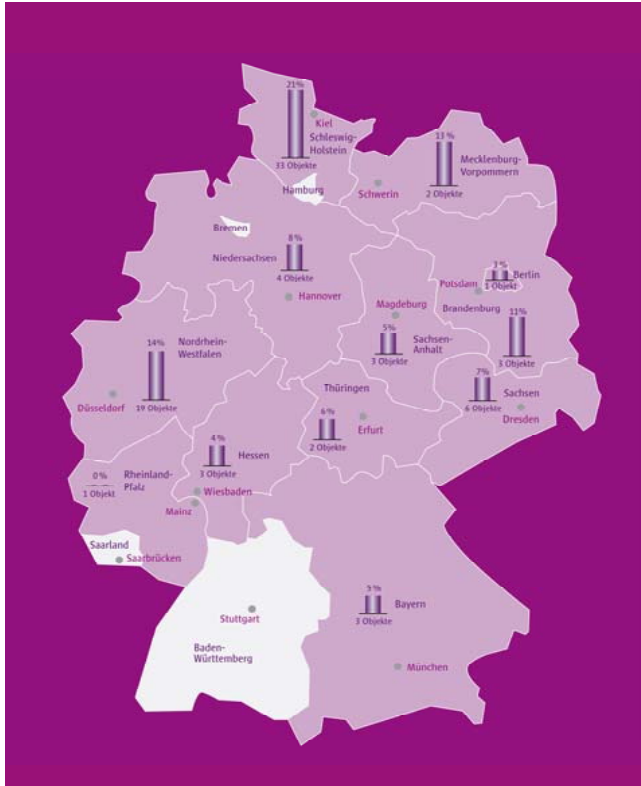 21%
Kiel
Schleswig-
Holstein
33 Objekte
13 %
Mecklenburg-
Vorpommern
2 Objekte
Hamburg
Schwerin
Bremen
8 %
Niedersachsen
4 Objekte
Hannover
3 %
Berlin
1 Objekt
Potsdam
Brandenburg
11%
3 Objekte
Magdeburg
5%
Sachsen-
Anhalt
3 Objekte
14%
Nordrhein-
Westfalen
19 Objekte
Düsseldorf
Thüringen
6 %
2 Objekte
Erfurt
7%
Sachsen
6 Objekte
Dresden
4 %
Hessen
3 Objekte
Wiesbaden
0 %
Rheinland-
Pfalz
1 Objekt
Mainz
Saarland
Saarbrücken
Stuttgart
Baden-
Württemberg
5 %
Bayern
3 Objekte
München